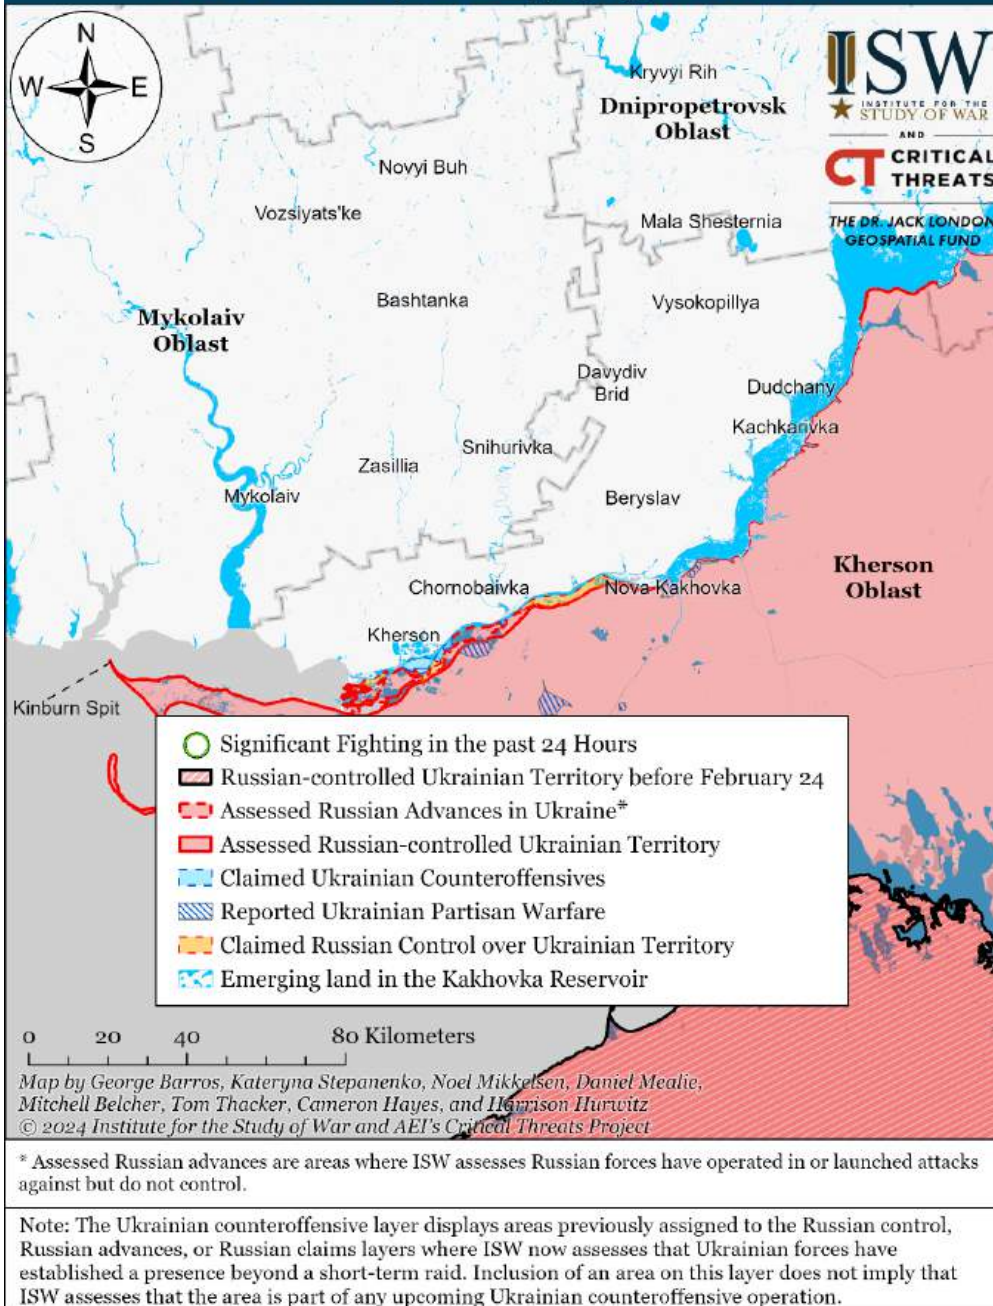 N
W E
S
ISW
INSTITUTE FOR THE
STUDY OF WAR
AND
CT CRITICAL
THREATS
THE DR. JACK LONDON
GEOSPATIAL FUND
Kryvyi Rih
Dnipropetrovsk
Oblast
Novyi Buh
Vozsiyats'ke
Mala Shesternia
Bashtanka
Vysokopillya
Mykolaiv
Oblast
Davydiv
Brid
Dudchany
Kachkarivka
Snihurivka
Zasillia
Mykolaiv
Beryslav
Kherson
Oblast
Chornobaivka
Nova Kakhovka
Kherson
Kinburn Spit
Significant Fighting in the past 24 Hours
Russian-controlled Ukrainian Territory before February 24
Assessed Russian Advances in Ukraine*
Assessed Russian-controlled Ukrainian Territory
Claimed Ukrainian Counteroffensives
Reported Ukrainian Partisan Warfare
Claimed Russian Control over Ukrainian Territory
Emerging land in the Kakhovka Reservoir
0 20 40 80 Kilometers
Map by George Barros, Kateryna Stepanenko, Noel Mikkelsen, Daniel Mealie,
Mitchell Belcher, Tom Thacker, Cameron Hayes, and Harrison Hurwitz
© 2024 Institute for the Study of War and AEI's Critical Threats Project
* Assessed Russian advances are areas where ISW assesses Russian forces have operated in or launched attacks
against but do not control.
Note: The Ukrainian counteroffensive layer displays areas previously assigned to the Russian control,
Russian advances, or Russian claims layers where ISW now assesses that Ukrainian forces have
established a presence beyond a short-term raid. Inclusion of an area on this layer does not imply that
ISW assesses that the area is part of any upcoming Ukrainian counteroffensive operation.